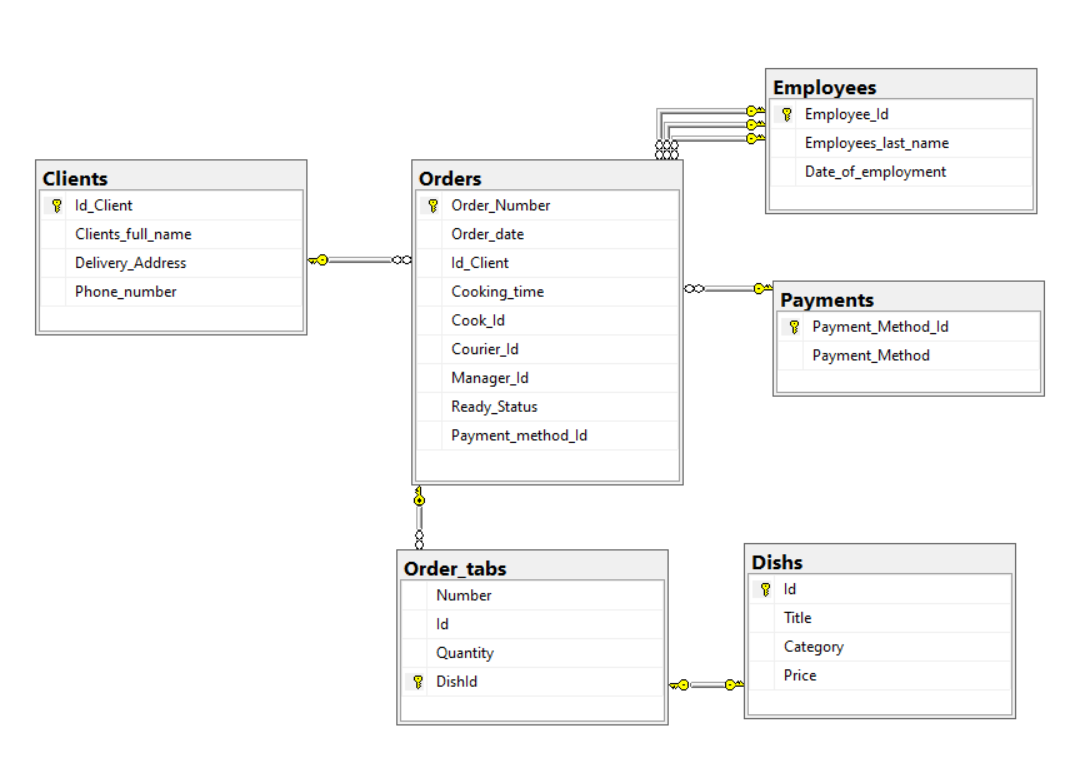 Employees
Employee_Id
Employees_last_name
Date_of_employment
Clients
Id_Client
Clients_full_name
Delivery_Address
Phone_number
Orders
Order_Number
Order_date
Id_Client
Cooking_time
Cook_Id
Courier_Id
Manager_Id
Ready_Status
Payment_method_Id
Payments
Payment_Method_Id
Payment_Method
Order_tabs
Number
Id
Quantity
DishId
Dishs
Id
Title
Category
Price